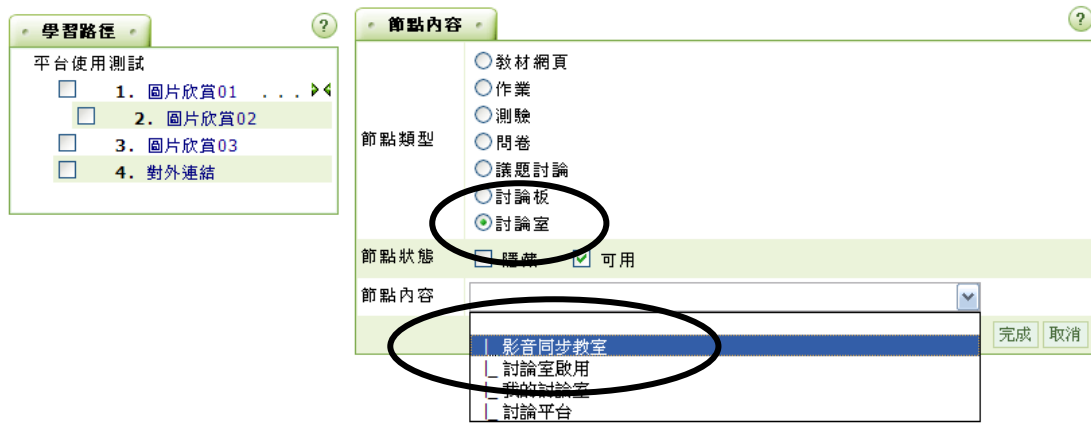 學習路徑
?
平台使用測試
1. 圖片欣賞01 ...
2. 圖片欣賞02
3. 圖片欣賞03
4. 對外連結
節點內容
?
節點類型
教材網頁
作業
測驗
問卷
議題討論
討論板
討論室
節點狀態 隱藏 可用
節點內容
|_ 影音同步教室
|_ 討論室啟用
|_ 我的討論室
|_ 討論平台
完成 取消